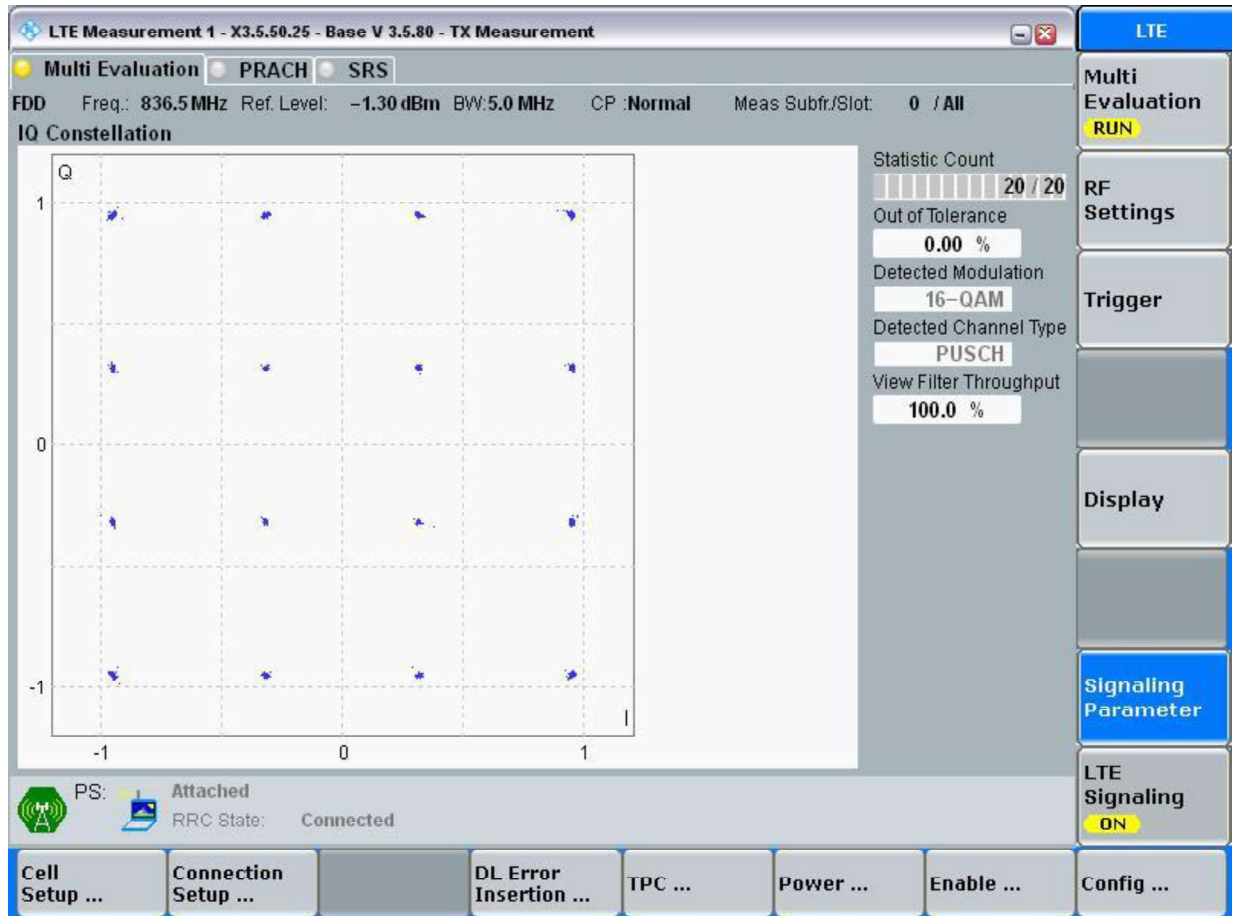 LTE Measurement 1 - X3.5.50.25 - Base V 3.5.80 - TX Measurement
LTE
Multi Evaluation PRACH SRS
FDD Freq.: 836.5 MHz Ref. Level: −1.30 dBm BW:5.0 MHz CP :Normal Meas Subfr./Slot: 0 / All
IQ Constellation
Q
1
0
-1
I
-1 0 1
Statistic Count
20 / 20
Out of Tolerance
0.00 %
Detected Modulation
16−QAM
Detected Channel Type
PUSCH
View Filter Throughput
100.0 %
Multi
Evaluation
RUN
RF
Settings
Trigger
Display
Signaling
Parameter
LTE
Signaling
ON
PS: Attached
RRC State: Connected
Cell
Setup ...
Connection
Setup ...
DL Error
Insertion ...
TPC ...
Power ...
Enable ...
Config ...